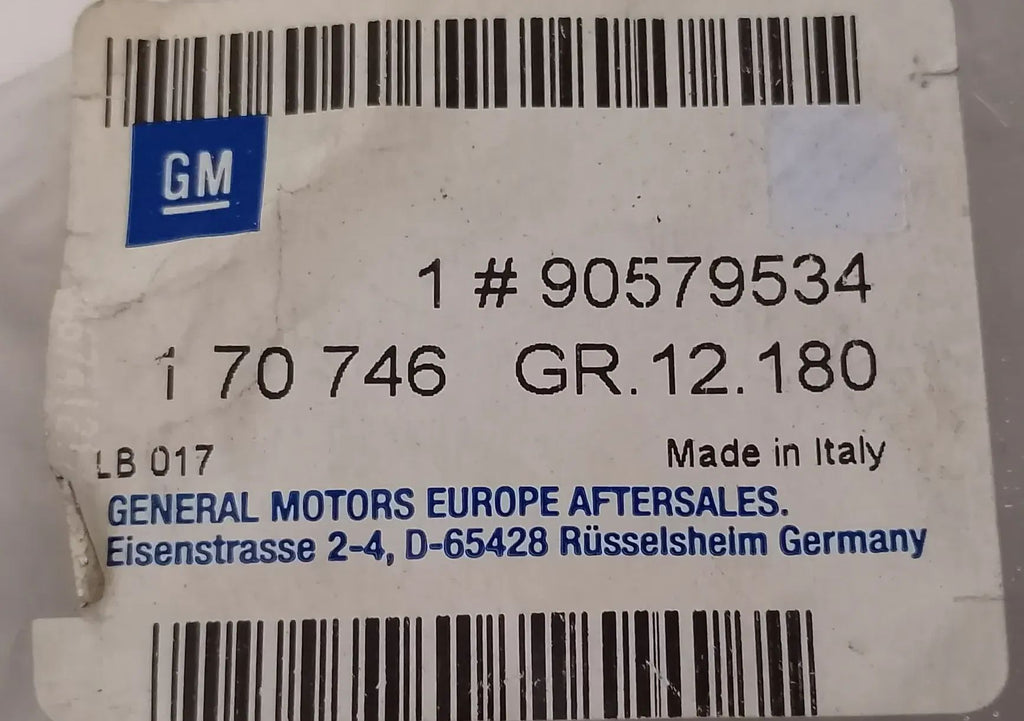 GM
1 # 90579534
1 70 746 GR.12.180
LB 017
Made in Italy
GENERAL MOTORS EUROPE AFTERSALES.
Eisenstrasse 2-4, D-65428 Rüsselsheim Germany